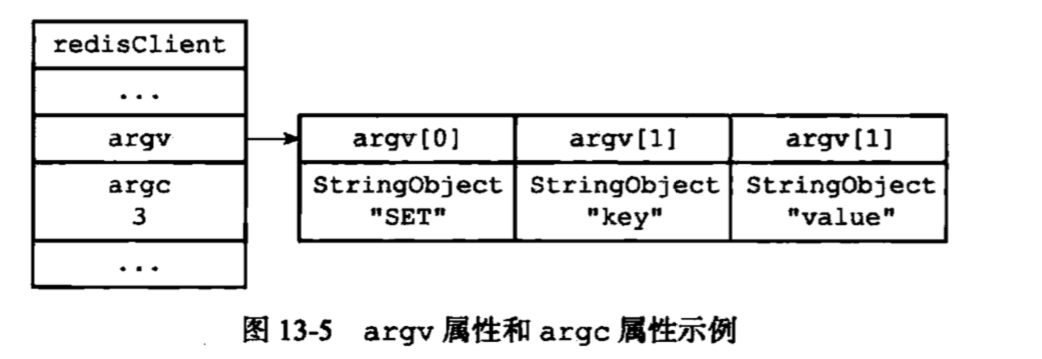 redisClient
...
argv
argv[0]
argv[1]
argv[1]
argc
3
StringObject
"SET"
StringObject
"key"
StringObject
"value"
...
图 13-5 argv 属性和 argc 属性示例